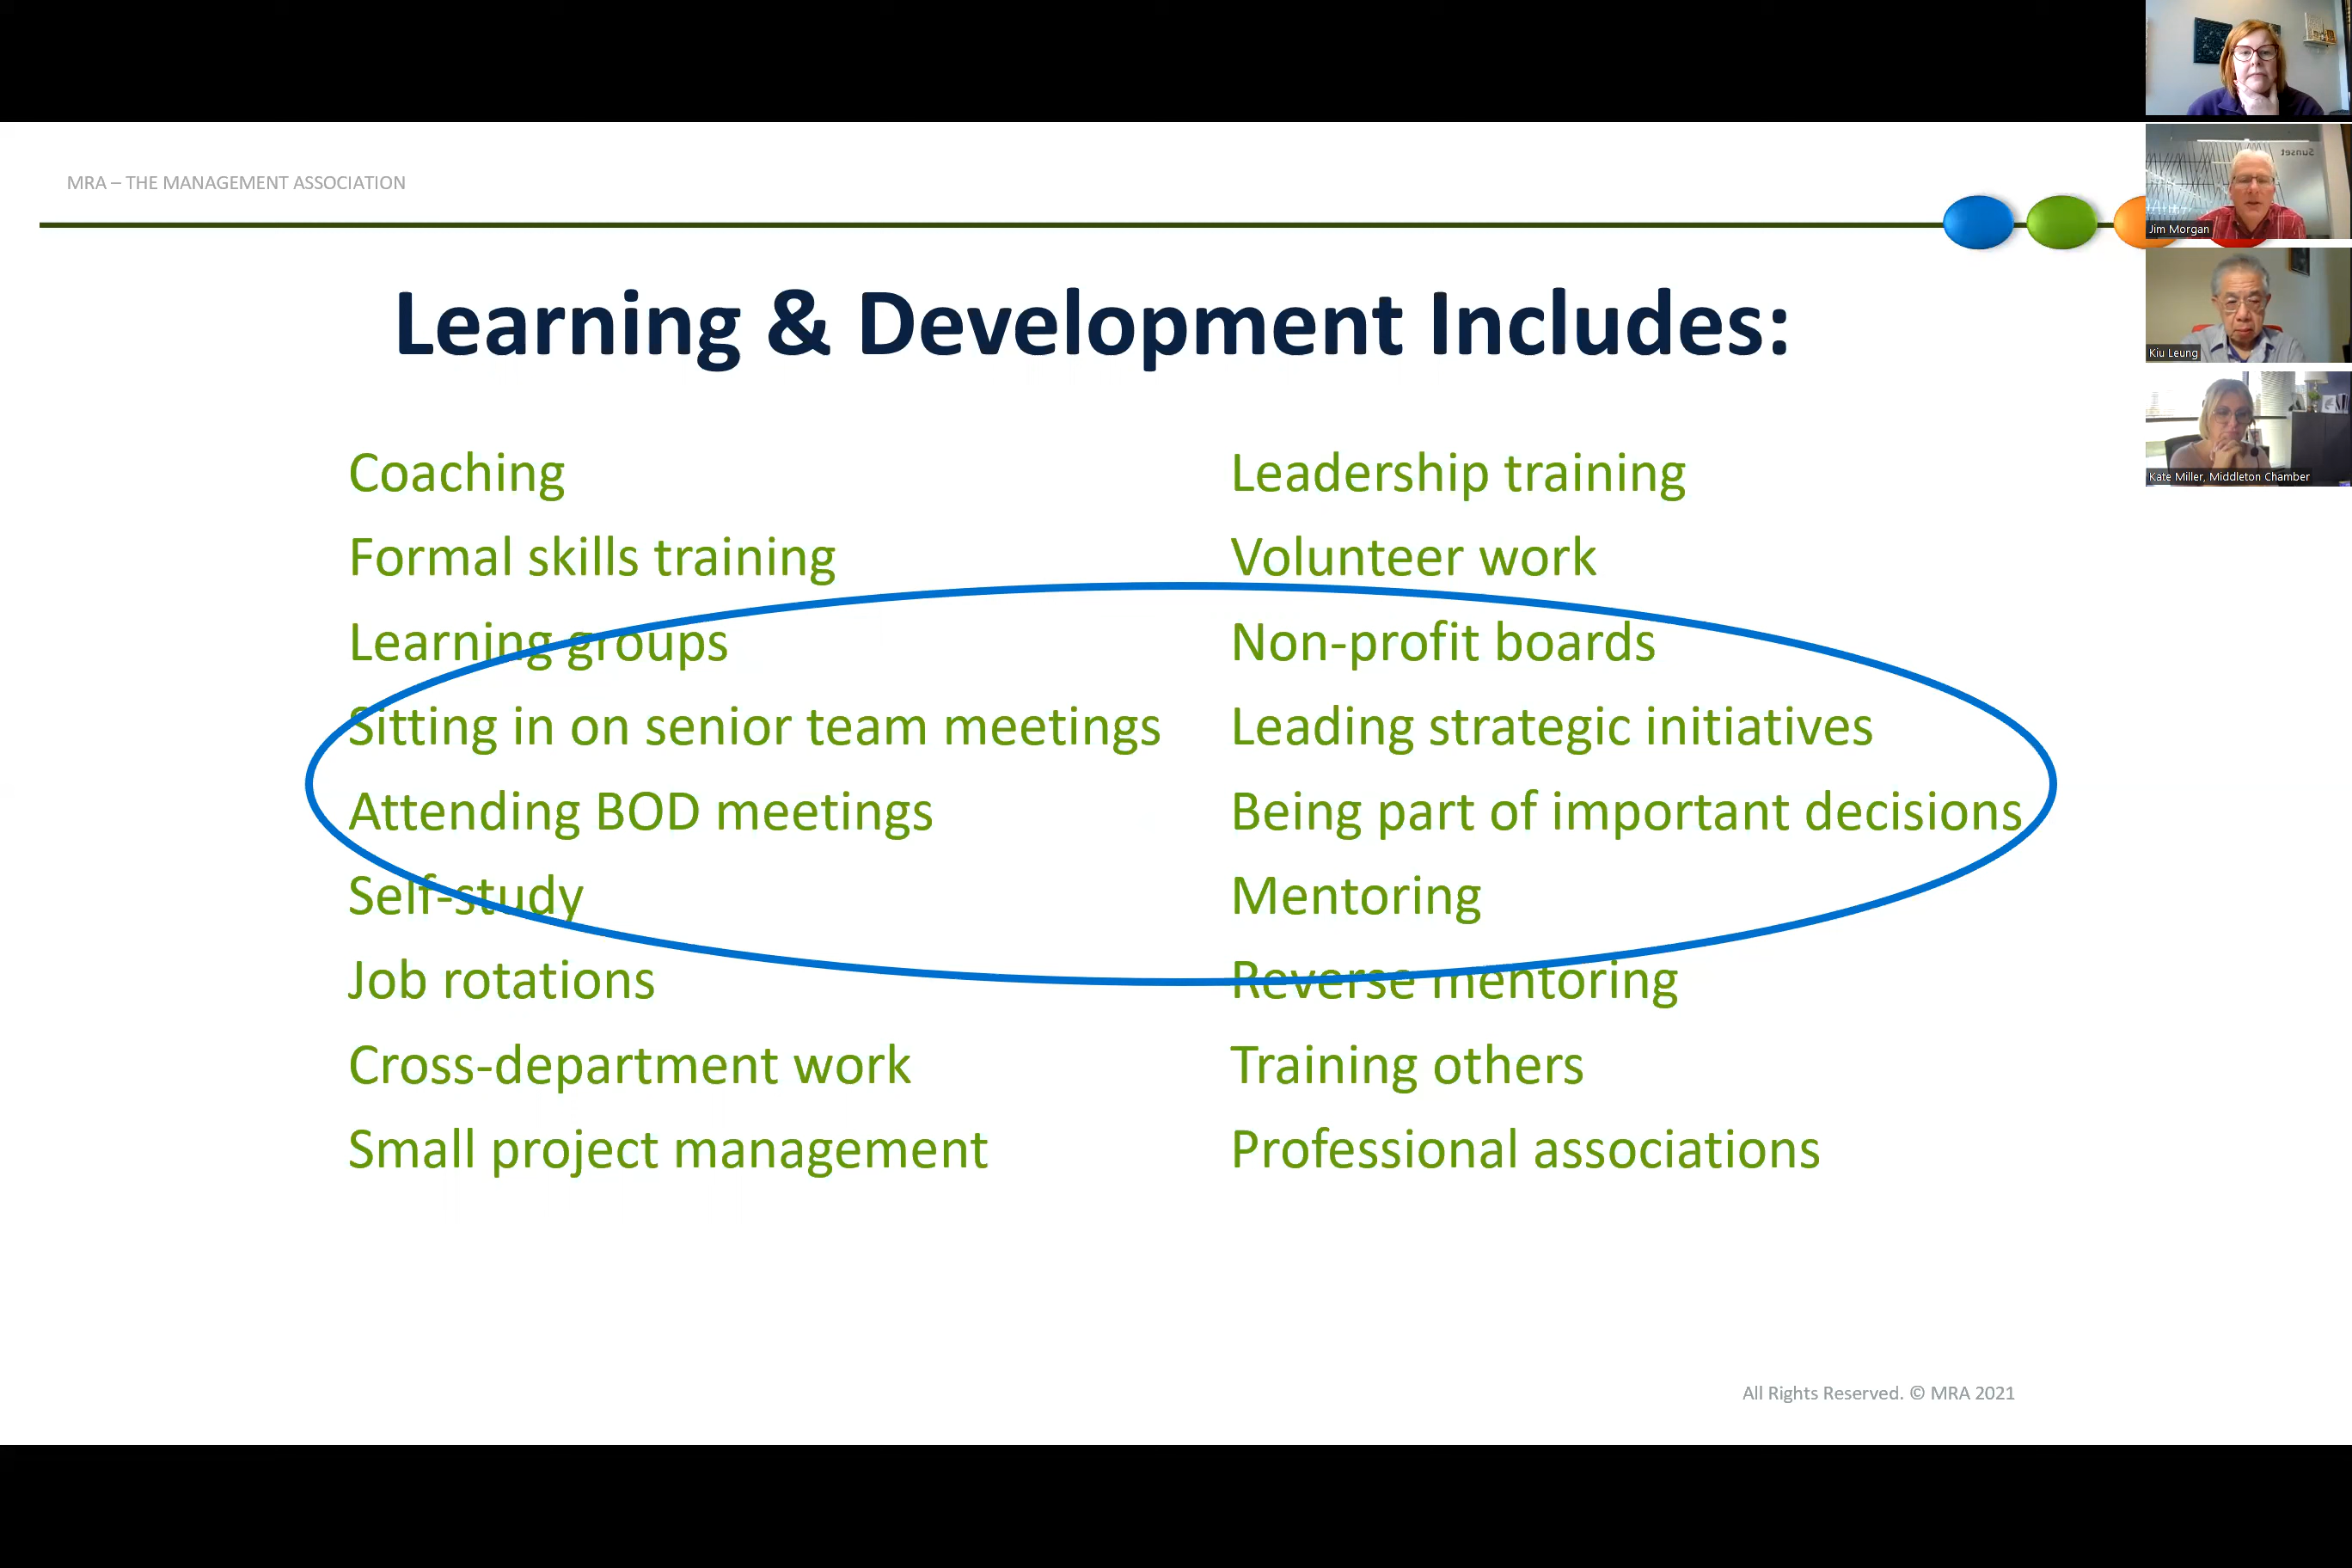 MRA – THE MANAGEMENT ASSOCIATION
Learning & Development Includes:
Coaching
Formal skills training
Learning groups
Sitting in on senior team meetings
Attending BOD meetings
Self-study
Job rotations
Cross-department work
Small project management
Leadership training
Volunteer work
Non-profit boards
Leading strategic initiatives
Being part of important decisions
Mentoring
Reverse mentoring
Training others
Professional associations
All Rights Reserved. © MRA 2021
Sunset
Jim Morgan
Kiu Leung
Kate Miller, Middleton Chamber